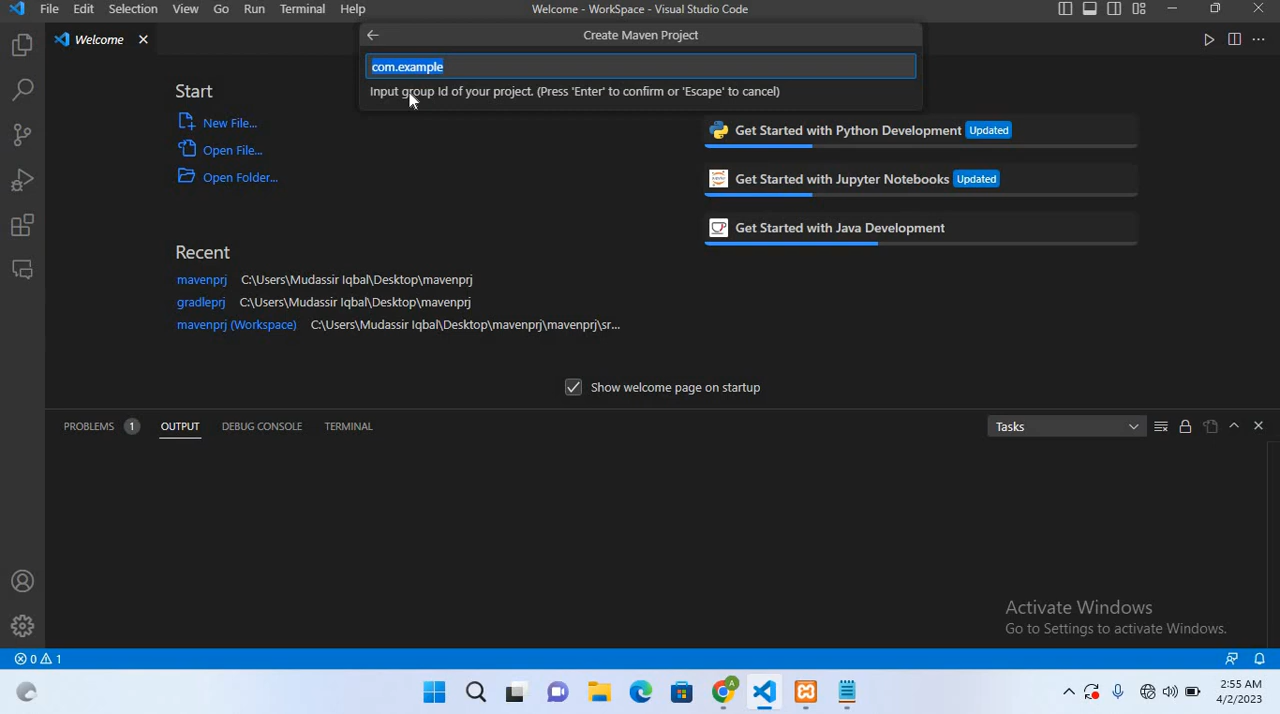 File Edit Selection View Go Run Terminal Help
Welcome - WorkSpace - Visual Studio Code
Welcome
Create Maven Project
com.example
Input group Id of your project. (Press 'Enter' to confirm or 'Escape' to cancel)
Start
New File...
Open File...
Open Folder...
Get Started with Python Development Updated
Get Started with Jupyter Notebooks Updated
Get Started with Java Development
Recent
mavenprj C:\Users\Mudassir Iqbal\Desktop\mavenprj
gradleprj C:\Users\Mudassir Iqbal\Desktop\mavenprj
mavenprj (Workspace) C:\Users\Mudassir Iqbal\Desktop\mavenprj\mavenprj\sr...
Show welcome page on startup
PROBLEMS 1 OUTPUT DEBUG CONSOLE TERMINAL
Tasks
Activate Windows
Go to Settings to activate Windows.
0 1
2:55 AM
4/2/2023